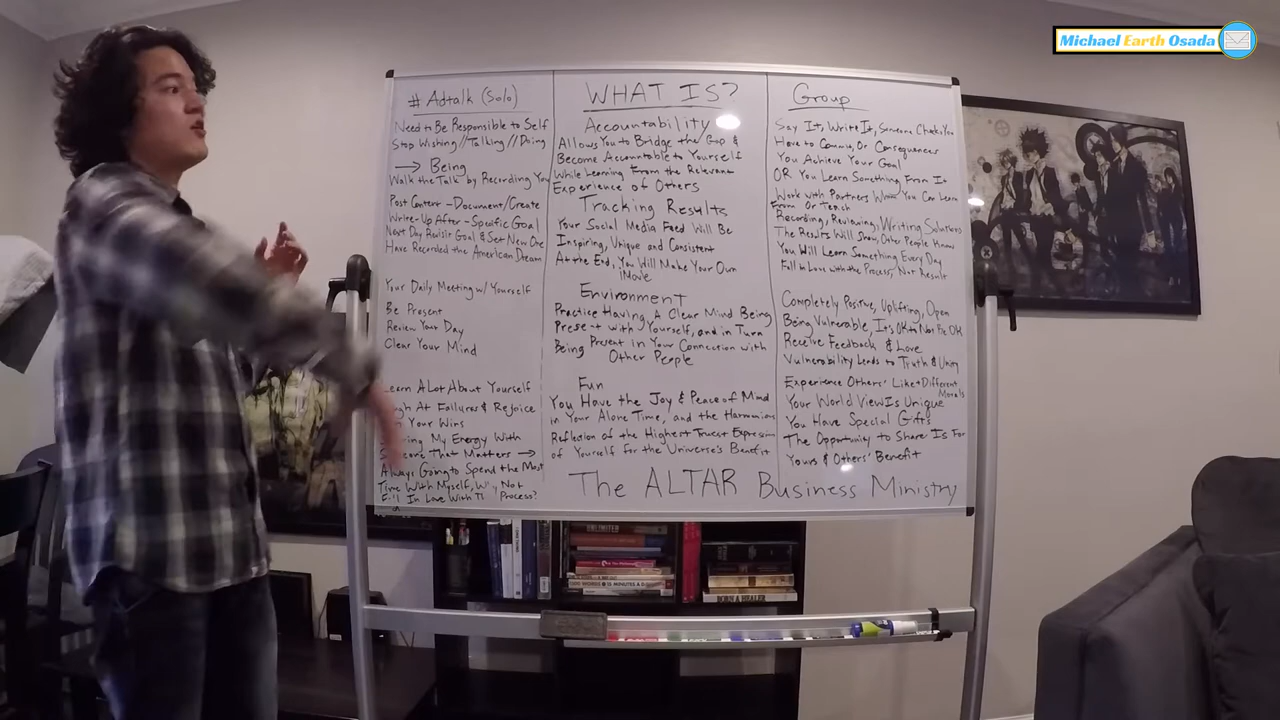 Michael Earth Osada
# Adtalk (Solo)
Need to Be Responsible to Self
Stop Wishing//Talking//Doing
→ Being
Walk the Talk by Recording You
Post Content - Document/Create
Write-Up After - Specific Goal
Next Day Revisit Goal & Set New One
Have Recorded the American Dream
Your Daily Meeting w/ Yourself
Be Present
Review Your Day
Clear Your Mind
Learn A Lot About Yourself
At Failures & Rejoice
Your Wins
My Energy With
That Matters →
Always Going to Spend the Most
Time With Myself, Why Not
In Love With Process?
WHAT IS?
Accountability
Allows You to Bridge the Gap &
Become Accountable to Yourself
While Learning From the Relevant
Experience of Others
Tracking Results
Your Social Media Feed Will Be
Inspiring, Unique and Consistent
At the End, You Will Make Your Own
Movie
Environment
Practice Having A Clear Mind Being
Present with Yourself, and in Turn
Being Present in Your Connection with
Other People
Fun
You Have the Joy & Peace of Mind
in Your Alone Time, and the Harmonious
Reflection of the Highest Truest Expression
of Yourself for the Universe's Benefit
Group
Say It, Write It, Someone Checks You
Have to Commit, Or Consequences
You Achieve Your Goal
OR You Learn Something From It
Work with Partners You Can Learn
From Or Teach
Recording, Reviewing, Writing Solutions
The Results Will Show, Other People Know
You Will Learn Something Every Day
Fall in Love with the Process, Not Result
Completely Positive, Uplifting, Open
Being Vulnerable, It's OK to Not Be OK
Receive Feedback & Love
Vulnerability Leads to Truth & Unity
Experience Others' Like + Different
Morals
Your World View Is Unique
You Have Special Gifts
The Opportunity to Share Is For
Yours & Others' Benefit
The ALTAR Business Ministry
BORN A HEALER